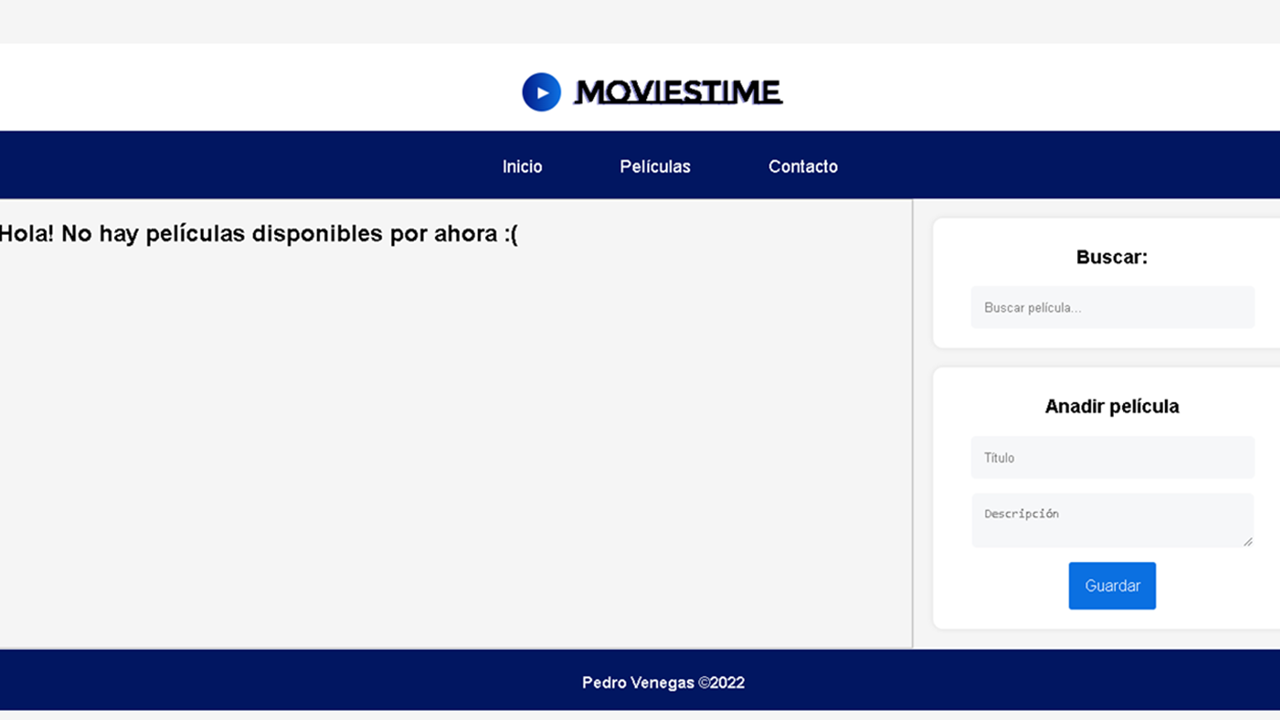 MOVIESTIME
Inicio Películas Contacto
Hola! No hay películas disponibles por ahora :(
Buscar:
Buscar película...
Anadir película
Título
Descripción
Guardar
Pedro Venegas ©2022